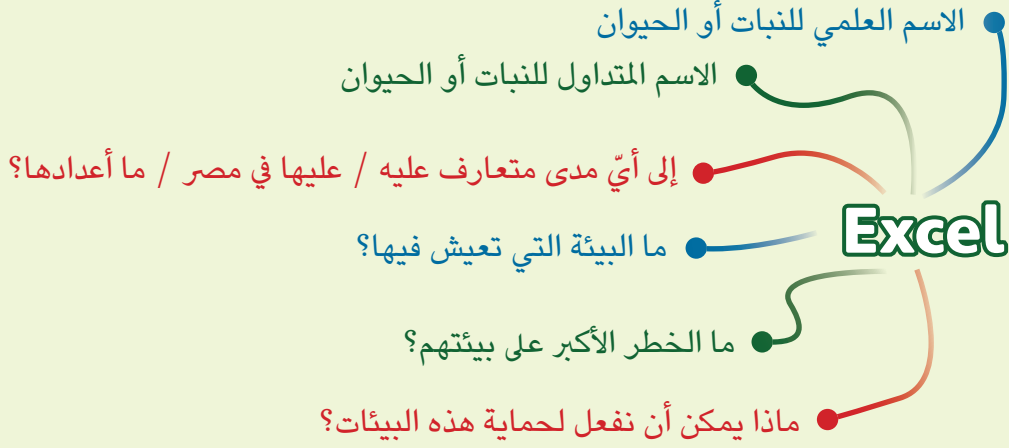 الاسم العلمي للنبات أو الحيوان
الاسم المتداول للنبات أو الحيوان
إلى أيّ مدى متعارف عليه / عليها في مصر / ما أعدادها؟
Excel
ما البيئة التي تعيش فيها؟
ما الخطر الأكبر على بيئتهم؟
ماذا يمكن أن نفعل لحماية هذه البيئات؟